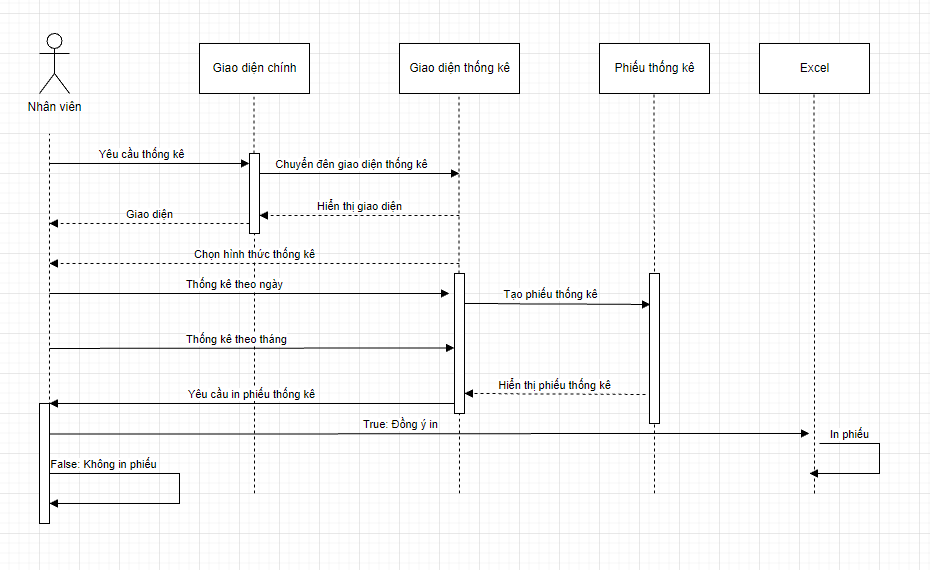 Giao diện chính
Giao diện thống kê
Phiếu thống kê
Excel
Nhân viên
Yêu cầu thống kê
Chuyển đên giao diện thống kê
Hiển thị giao diện
Giao diện
Chọn hình thức thống kê
Thống kê theo ngày
Tạo phiếu thống kê
Thống kê theo tháng
Hiển thị phiếu thống kê
Yêu cầu in phiếu thống kê
True: Đồng ý in
In phiếu
False: Không in phiếu